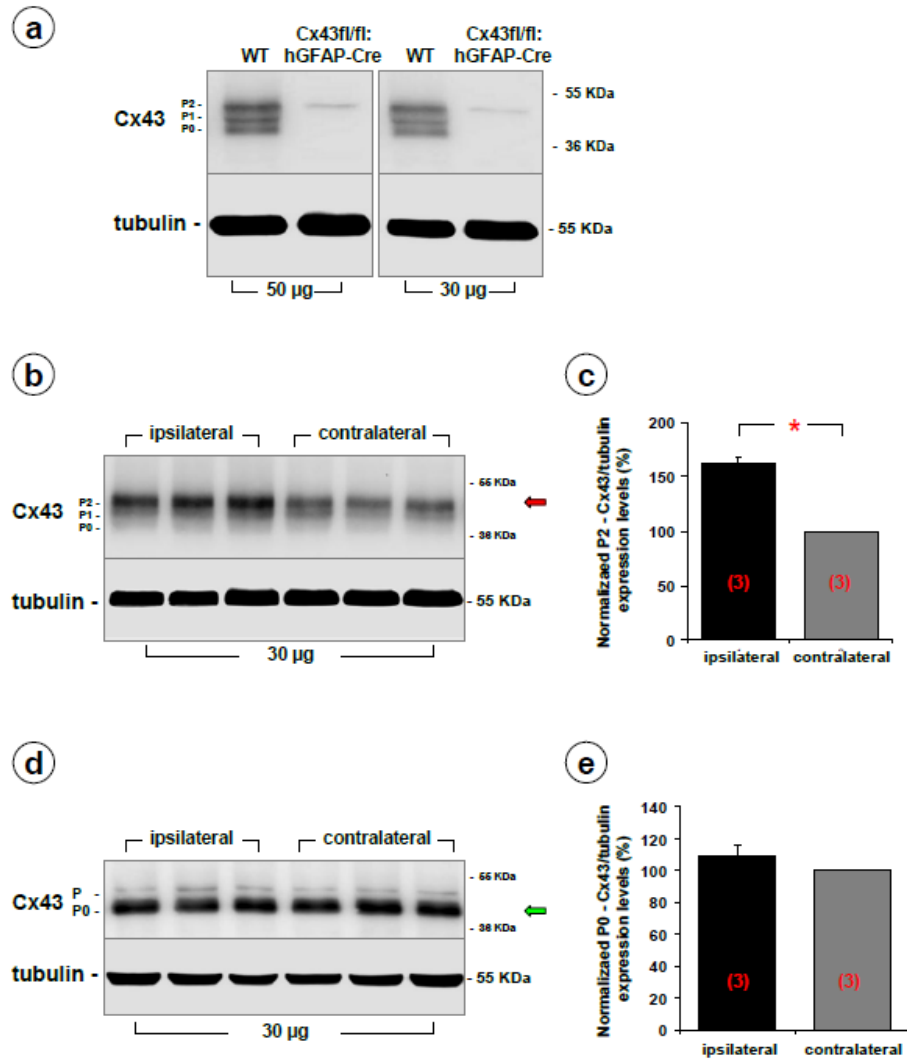 a
Cx43fl/fl: Cx43fl/fl:
WT hGFAP-Cre WT hGFAP-Cre
- 55 KDa
P2 -
Cx43 P1 -
P0 -
- 36 KDa
tubulin - - 55 KDa
50 µg 30 µg
b
ipsilateral contralateral
- 55 KDa
Cx43 P2 -
P1 -
P0 -
- 36 KDa
tubulin - - 55 KDa
30 µg
c
Normalizaed P2 - Cx43/tubulin
expression levels (%)
200
150
100
50
0
*
(3) (3)
ipsilateral contralateral
d
ipsilateral contralateral
- 55 KDa
Cx43 P -
P0 -
- 36 KDa
tubulin - - 55 KDa
30 µg
e
Normalizaed P0 - Cx43/tubulin
expression levels (%)
140
120
100
80
60
40
20
0
(3) (3)
ipsilateral contralateral